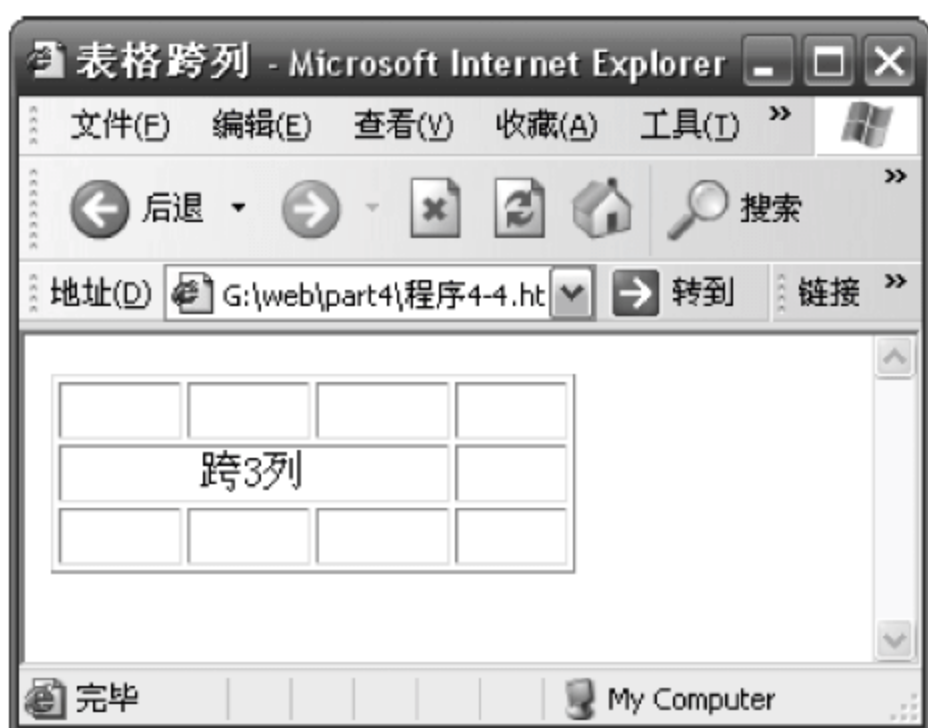 表格跨列 - Microsoft Internet Explorer
文件(F) 编辑(E) 查看(V) 收藏(A) 工具(T) »
后退 搜索 »
地址(D) G:\web\part4\程序4-4.ht 转到 链接 »
跨3列
完毕 My Computer